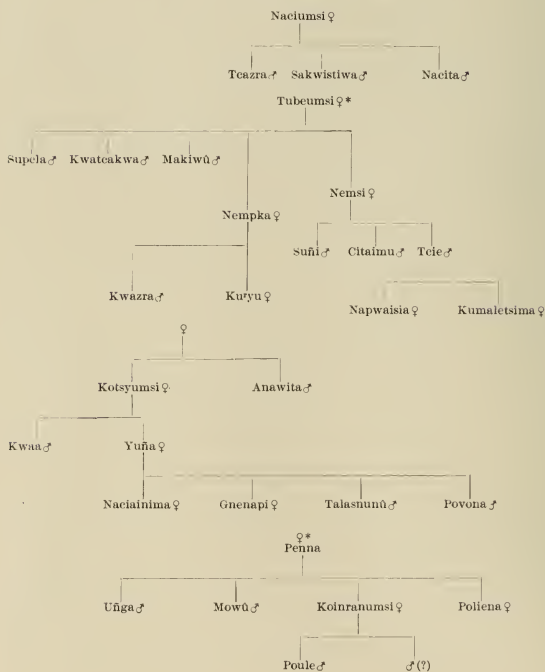 Naciumsi ♀
Tcazra ♂ Sakwistiwa ♂ Nacita ♂
Tubeumsi ♀*
Supela ♂ Kwatcakwa ♂ Makiwû ♂
Nemsi ♀
Nempka ♀
Suñi ♂ Citaimu ♂ Tcie ♂
Kwazra ♂ Kuryu ♀
Napwaisia ♀ Kumaletsima ♀
♀
Kotsyumsi ♀ Anawita ♂
Kwaa ♂ Yuña ♀
Naciainima ♀ Gnenapi ♀ Talasnunû ♂ Povona ♂
♀*
Penna
Uñga ♂ Mowû ♂ Koinranumsi ♀ Poliena ♀
Poule ♂ ♂ (?)